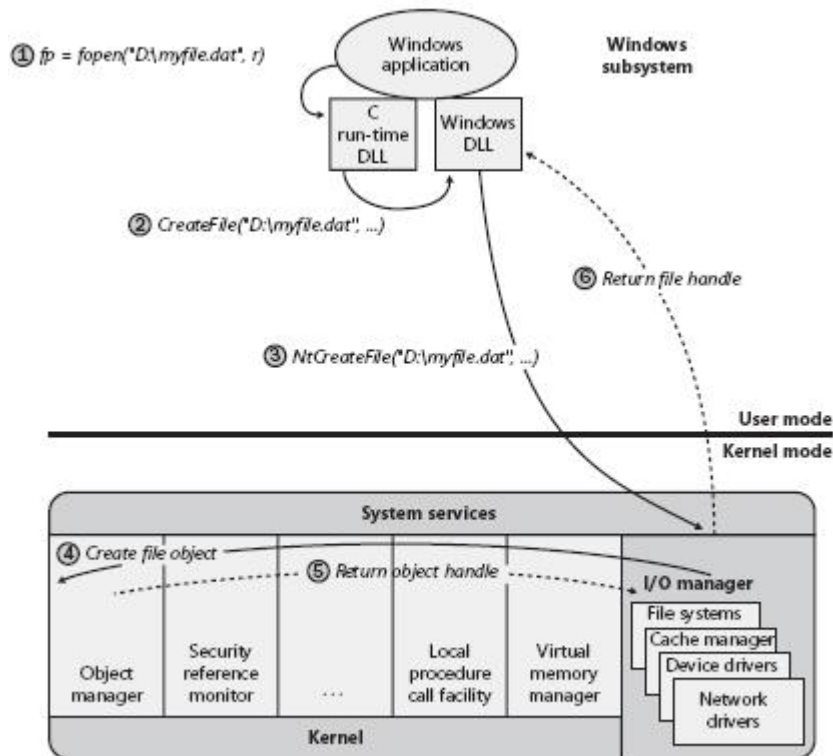 Windows
application
Windows
subsystem
① fp = fopen("D:\myfile.dat", r)
C
run-time
DLL
Windows
DLL
② CreateFile("D:\myfile.dat", ...)
⑥ Return file handle
③ NtCreateFile("D:\myfile.dat", ...)
User mode
Kernel mode
System services
④ Create file object
⑤ Return object handle
I/O manager
File systems
Cache manager
Device drivers
Network
drivers
Object
manager
Security
reference
monitor
. . .
Local
procedure
call facility
Virtual
memory
manager
Kernel